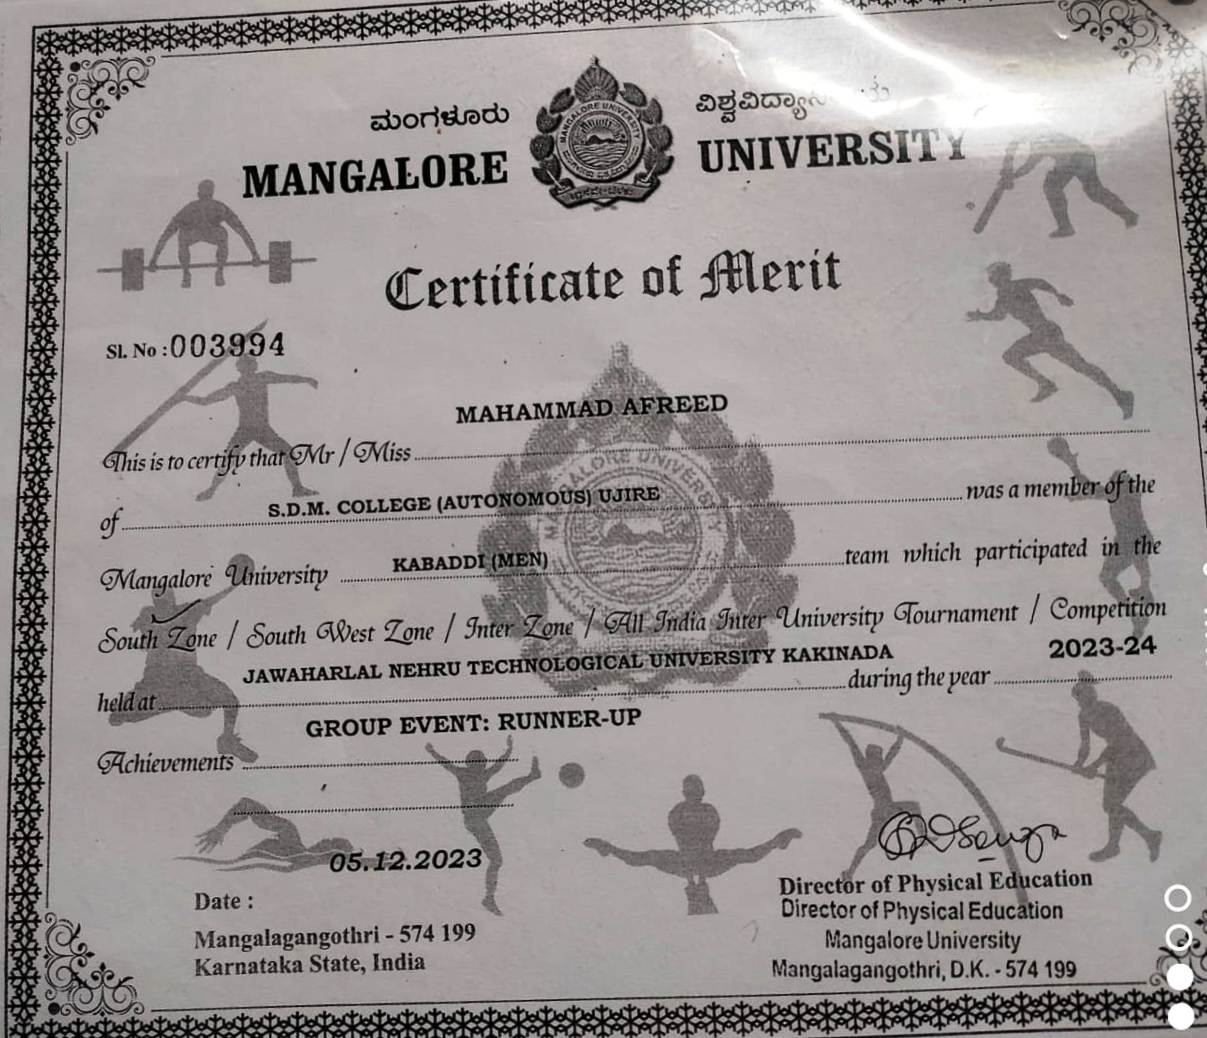 ಮಂಗಳೂರು
MANGALORE UNIVERSITY
Certificate of Merit
Sl. No :003994
MAHAMMAD AFREED
This is to certify that Mr / Miss
S.D.M. COLLEGE (AUTONOMOUS) UJIRE
of was a member of the
KABADDI (MEN)
Mangalore University team which participated in the
South Zone / South West Zone / Inter Zone / All India Inter University Tournament / Competition
JAWAHARLAL NEHRU TECHNOLOGICAL UNIVERSITY KAKINADA 2023-24
held at during the year
GROUP EVENT: RUNNER-UP
Achievements
05.12.2023
Date :
Mangalagangothri - 574 199
Karnataka State, India
Director of Physical Education
Director of Physical Education
Mangalore University
Mangalagangothri, D.K. - 574 199
MANGALORE UNIVERSITY
MANGALORE UNIVERSITY